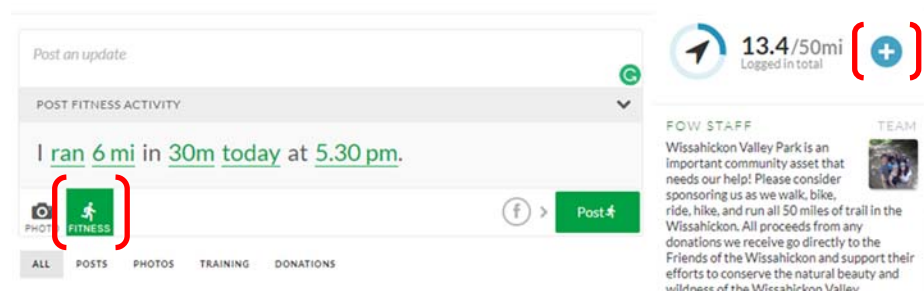 Post an update
POST FITNESS ACTIVITY
I ran 6 mi in 30m today at 5.30 pm.
PHOTO FITNESS
f > Post
ALL POSTS PHOTOS TRAINING DONATIONS
13.4/50mi
Logged in total
FOW STAFF TEAM
Wissahickon Valley Park is an
important community asset that
needs our help! Please consider
sponsoring us as we walk, bike,
ride, hike, and run all 50 miles of trail in the
Wissahickon. All proceeds from any
donations we receive go directly to the
Friends of the Wissahickon and support their
efforts to conserve the natural beauty and
wildness of the Wissahickon Valley